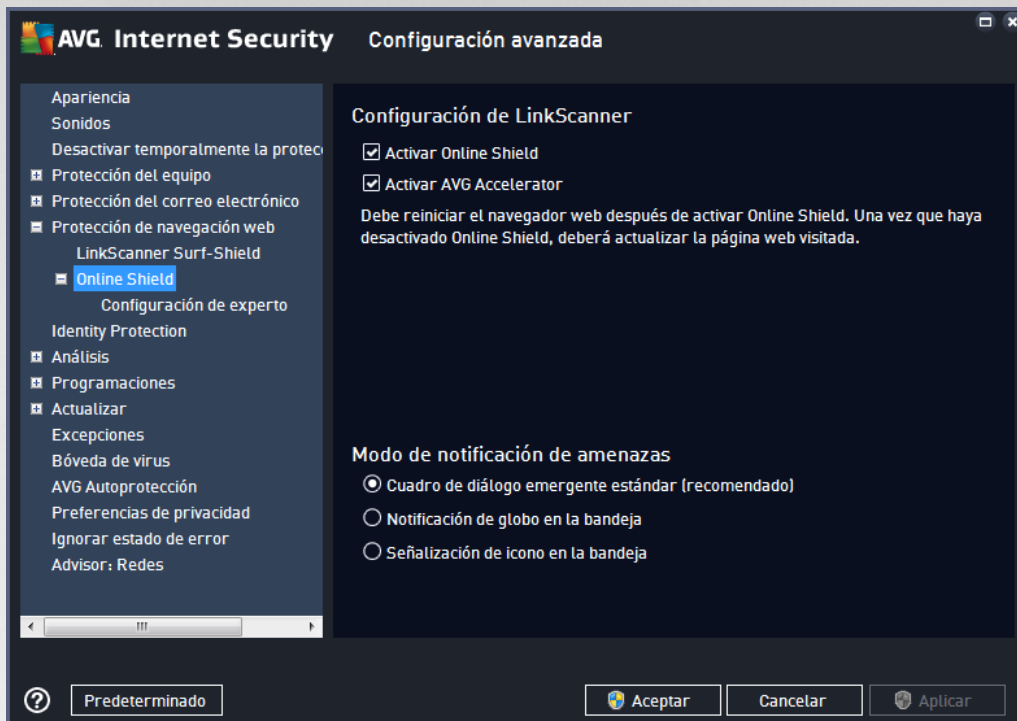 AVG. Internet Security Configuración avanzada
Apariencia
Sonidos
Desactivar temporalmente la protec
Protección del equipo
Protección del correo electrónico
Protección de navegación web
LinkScanner Surf-Shield
Online Shield
Configuración de experto
Identity Protection
Análisis
Programaciones
Actualizar
Excepciones
Bóveda de virus
AVG Autoprotección
Preferencias de privacidad
Ignorar estado de error
Advisor: Redes
Configuración de LinkScanner
Activar Online Shield
Activar AVG Accelerator
Debe reiniciar el navegador web después de activar Online Shield. Una vez que haya
desactivado Online Shield, deberá actualizar la página web visitada.
Modo de notificación de amenazas
Cuadro de diálogo emergente estándar (recomendado)
Notificación de globo en la bandeja
Señalización de icono en la bandeja
? Predeterminado Aceptar Cancelar Aplicar